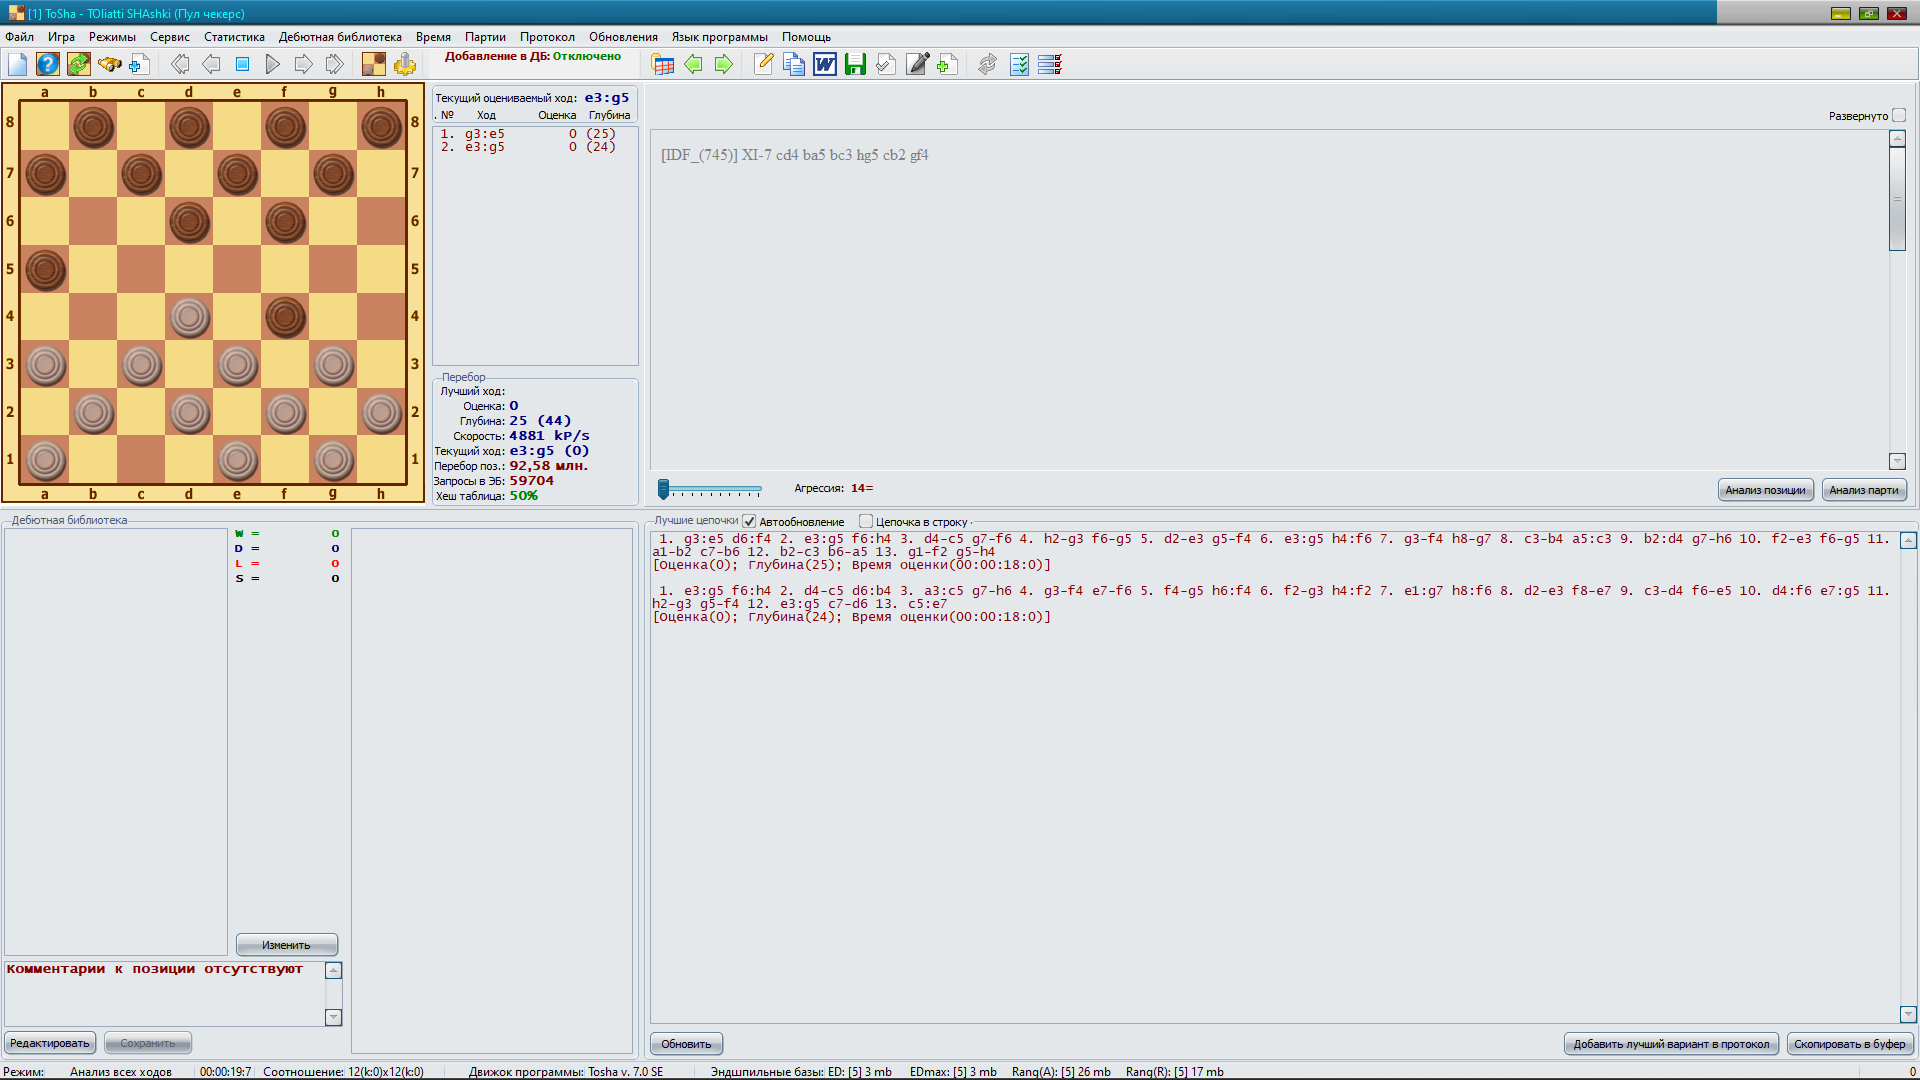 [1] ToSha - TOliatti SHAshki (Пул чекерс)
Файл Игра Режимы Сервис Статистика Дебютная библиотека Время Партии Протокол Обновления Язык программы Помощь
Добавление в ДБ: Отключено
a b c d e f g h
8 8
7 7
6 6
5 5
4 4
3 3
2 2
1 1
a b c d e f g h
Текущий оцениваемый ход: e3:g5
. № Ход Оценка Глубина
1. g3:e5 0 (25)
2. e3:g5 0 (24)
Перебор
Лучший ход:
Оценка: 0
Глубина: 25 (44)
Скорость: 4881 kP/s
Текущий ход: e3:g5 (0)
Перебор поз.: 92,58 млн.
Запросы в ЭБ: 59704
Хеш таблица: 50%
Развернуто
[IDF_(745)] XI-7 cd4 ba5 bc3 hg5 cb2 gf4
Агрессия: 14=
Анализ позиции Анализ парти
Дебютная библиотека
W = 0
D = 0
L = 0
S = 0
Изменить
Комментарии к позиции отсутствуют
Редактировать Сохранить
Лучшие цепочки Автообновление Цепочка в строку
1. g3:e5 d6:f4 2. e3:g5 f6:h4 3. d4-c5 g7-f6 4. h2-g3 f6-g5 5. d2-e3 g5-f4 6. e3:g5 h4:f6 7. g3-f4 h8-g7 8. c3-b4 a5:c3 9. b2:d4 g7-h6 10. f2-e3 f6-g5 11.
a1-b2 c7-b6 12. b2-c3 b6-a5 13. g1-f2 g5-h4
[Оценка(0); Глубина(25); Время оценки(00:00:18:0)]
1. e3:g5 f6:h4 2. d4-c5 d6:b4 3. a3:c5 g7-h6 4. g3-f4 e7-f6 5. f4-g5 h6:f4 6. f2-g3 h4:f2 7. e1:g7 h8:f6 8. d2-e3 f8-e7 9. c3-d4 f6-e5 10. d4:f6 e7:g5 11.
h2-g3 g5-f4 12. e3:g5 c7-d6 13. c5:e7
[Оценка(0); Глубина(24); Время оценки(00:00:18:0)]
Обновить Добавить лучший вариант в протокол Скопировать в буфер
Режим: Анализ всех ходов 00:00:19:7 Соотношение: 12(k:0)x12(k:0) Движок программы: Tosha v. 7.0 SE Эндшпильные базы: ED: [5] 3 mb EDmax: [5] 3 mb Rang(A): [5] 26 mb Rang(R): [5] 17 mb 0